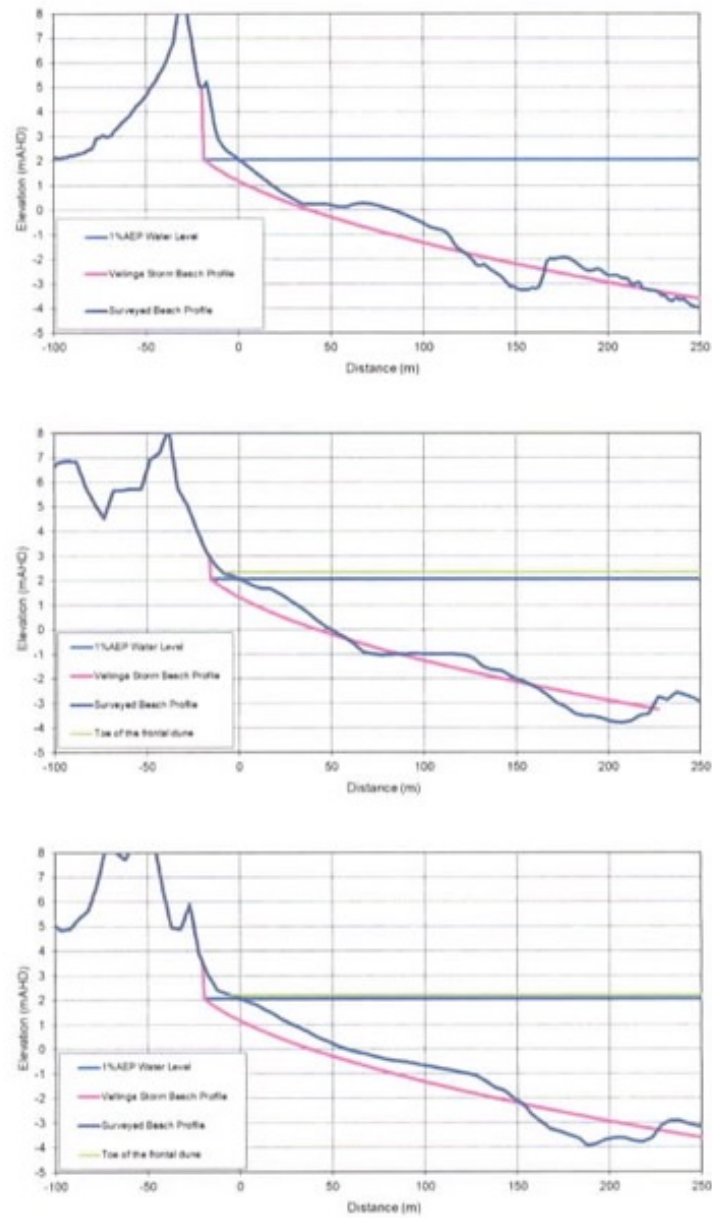 8
7
6
5
4
3
2
1
0
-1
-2
-3
-4
-5
Elevation (mAHD)
1%AEP Water Level
Vellinga Storm Beach Profile
Surveyed Beach Profile
-100 -50 0 50 100 150 200 250
Distance (m)
8
7
6
5
4
3
2
1
0
-1
-2
-3
-4
-5
Elevation (mAHD)
1%AEP Water Level
Vellinga Storm Beach Profile
Surveyed Beach Profile
Toe of the frontal dune
-100 -50 0 50 100 150 200 250
Distance (m)
8
7
6
5
4
3
2
1
0
-1
-2
-3
-4
-5
Elevation (mAHD)
1%AEP Water Level
Vellinga Storm Beach Profile
Surveyed Beach Profile
Toe of the frontal dune
-100 -50 0 50 100 150 200 250
Distance (m)